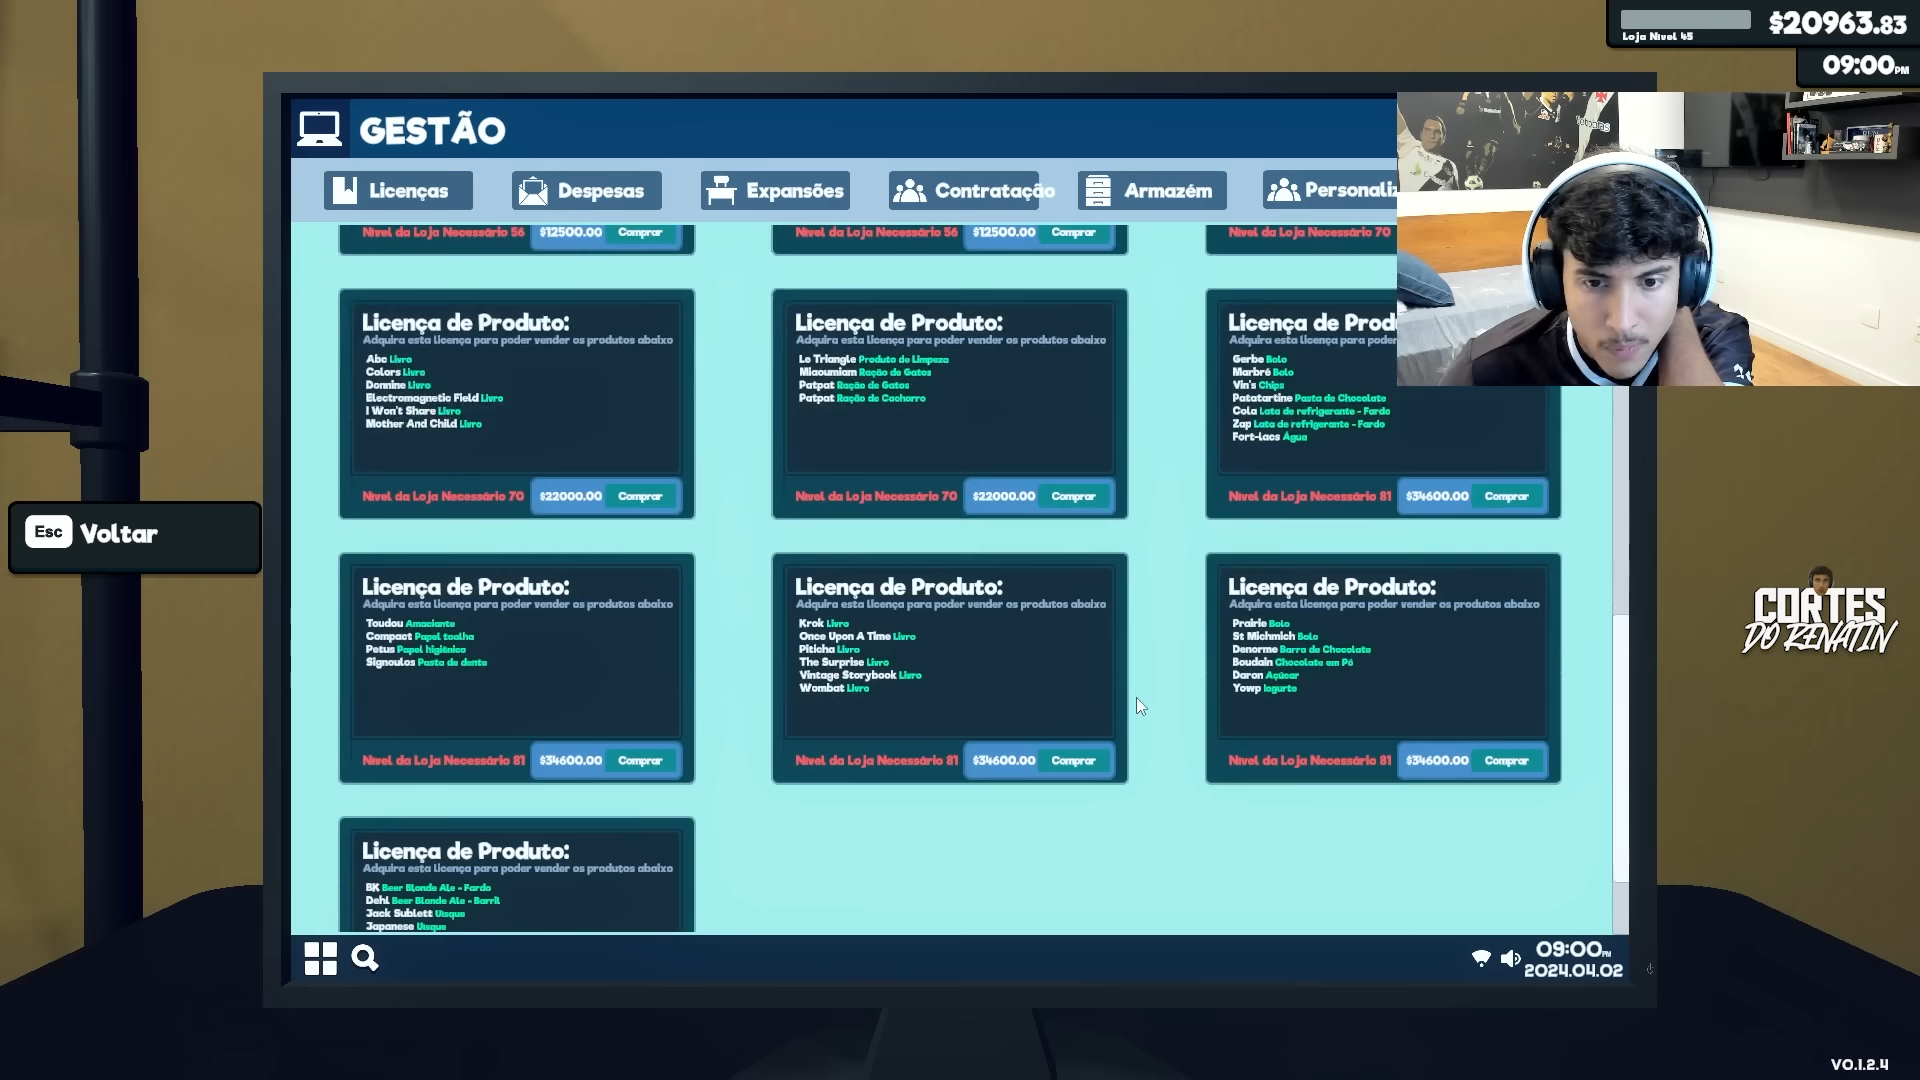 $20963.83
Loja Nível 45
09:00PM
GESTÃO
Licenças
Despesas
Expansões
Contratação
Armazém
Personaliz
Nível da Loja Necessário 56 $12500.00 Comprar
Nível da Loja Necessário 56 $12500.00 Comprar
Nível da Loja Necessário 70
Licença de Produto:
Adquira esta licença para poder vender os produtos abaixo
Abc Livro
Colors Livro
Domine Livro
Electromagnetic Field Livro
I Won't Share Livro
Mother And Child Livro
Nível da Loja Necessário 70 $22000.00 Comprar
Licença de Produto:
Adquira esta licença para poder vender os produtos abaixo
Le Triangle Produto de Limpeza
Miaoumiam Ração de Gatos
Patpat Ração de Gatos
Patpat Ração de Cachorro
Nível da Loja Necessário 70 $22000.00 Comprar
Licença de Prod
Adquira esta licença para poder
Gerbe Bolo
Marbré Bolo
Vin's Chips
Patatartine Pasta de Chocolate
Cola Lata de refrigerante - Fardo
Zap Lata de refrigerante - Fardo
Fort-lacs Água
Nível da Loja Necessário 81 $34600.00 Comprar
Esc Voltar
Licença de Produto:
Adquira esta licença para poder vender os produtos abaixo
Toudou Amaciante
Compact Papel toalha
Petus Papel higiênico
Signoulos Pasta de dente
Nível da Loja Necessário 81 $34600.00 Comprar
Licença de Produto:
Adquira esta licença para poder vender os produtos abaixo
Krok Livro
Once Upon A Time Livro
Piticha Livro
The Surprise Livro
Vintage Storybook Livro
Wombat Livro
Nível da Loja Necessário 81 $34600.00 Comprar
Licença de Produto:
Adquira esta licença para poder vender os produtos abaixo
Prairie Bolo
St Michmich Bolo
Denorme Barra de Chocolate
Boudain Chocolate em Pó
Daron Açúcar
Yowp Iogurte
Nível da Loja Necessário 81 $34600.00 Comprar
CORTES
DO RENATIN
Licença de Produto:
Adquira esta licença para poder vender os produtos abaixo
BK Beer Blonde Ale - Fardo
Dehl Beer Blonde Ale - Barril
Jack Sublett Uísque
Japanese Uísque
09:00PM
2024.04.02
V0.1.2.4